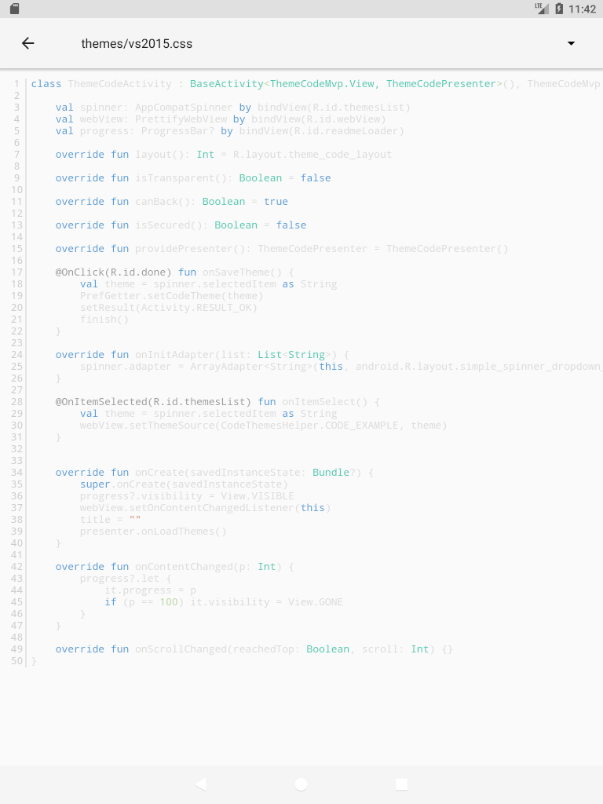 LTE 11:42
themes/vs2015.css
1 class ThemeCodeActivity : BaseActivity<ThemeCodeMvp.View, ThemeCodePresenter>(), ThemeCodeMvp
2
3 val spinner: AppCompatSpinner by bindView(R.id.themesList)
4 val webView: PrettifyWebView by bindView(R.id.webView)
5 val progress: ProgressBar? by bindView(R.id.readmeLoader)
6
7 override fun layout(): Int = R.layout.theme_code_layout
8
9 override fun isTransparent(): Boolean = false
10
11 override fun canBack(): Boolean = true
12
13 override fun isSecured(): Boolean = false
14
15 override fun providePresenter(): ThemeCodePresenter = ThemeCodePresenter()
16
17 @OnClick(R.id.done) fun onSaveTheme() {
18 val theme = spinner.selectedItem as String
19 PrefGetter.setCodeTheme(theme)
20 setResult(Activity.RESULT_OK)
21 finish()
22 }
23
24 override fun onInitAdapter(list: List<String>) {
25 spinner.adapter = ArrayAdapter<String>(this, android.R.layout.simple_spinner_dropdown_
26 }
27
28 @OnItemSelected(R.id.themesList) fun onItemSelect() {
29 val theme = spinner.selectedItem as String
30 webView.setThemeSource(CodeThemesHelper.CODE_EXAMPLE, theme)
31 }
32
33
34 override fun onCreate(savedInstanceState: Bundle?) {
35 super.onCreate(savedInstanceState)
36 progress?.visibility = View.VISIBLE
37 webView.setOnContentChangedListener(this)
38 title = ""
39 presenter.onLoadThemes()
40 }
41
42 override fun onContentChanged(p: Int) {
43 progress?.let {
44 it.progress = p
45 if (p == 100) it.visibility = View.GONE
46 }
47 }
48
49 override fun onScrollChanged(reachedTop: Boolean, scroll: Int) {}
50 }